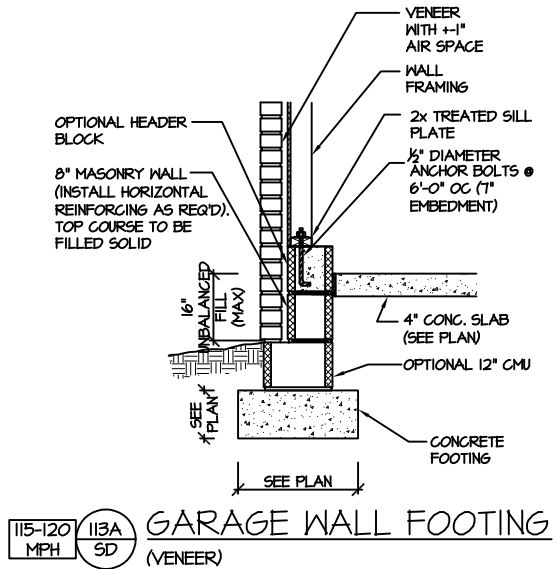 VENEER
WITH +-1"
AIR SPACE
WALL
FRAMING
2x TREATED SILL
PLATE
½" DIAMETER
ANCHOR BOLTS @
6'-0" OC (7"
EMBEDMENT)
OPTIONAL HEADER
BLOCK
8" MASONRY WALL
(INSTALL HORIZONTAL
REINFORCING AS REQ'D).
TOP COURSE TO BE
FILLED SOLID
16"
UNBALANCED
FILL
(MAX)
4" CONC. SLAB
(SEE PLAN)
OPTIONAL 12" CMU
SEE
PLAN
CONCRETE
FOOTING
SEE PLAN
115-120
MPH
113A
SD
GARAGE WALL FOOTING
(VENEER)